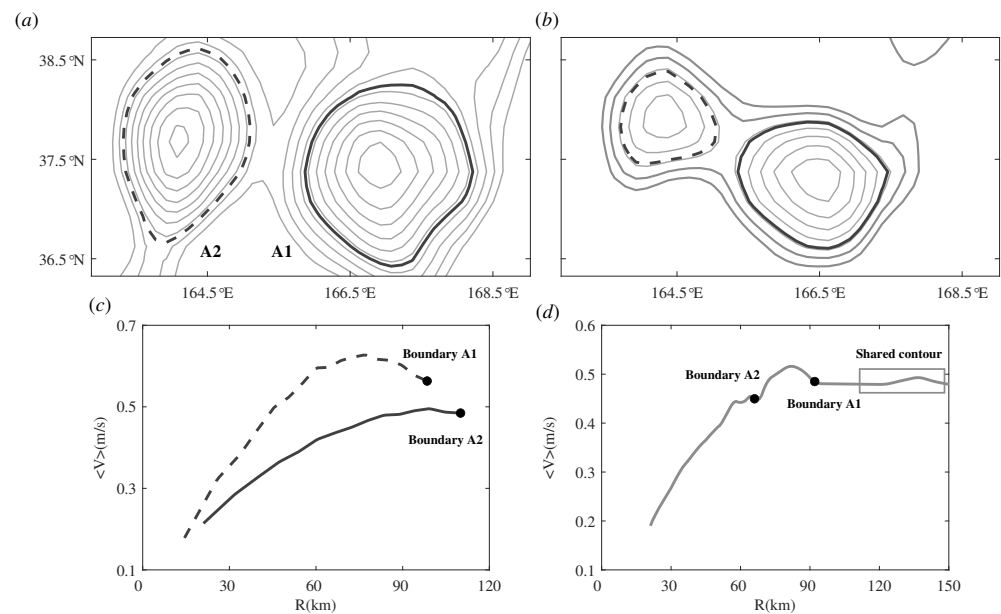 (a)
(b)
38.5°N
37.5°N
36.5°N
A2
A1
164.5°E
166.5°E
168.5°E
164.5°E
166.5°E
168.5°E
(c)
(d)
0.7
0.5
0.3
0.1
<V>(m/s)
Boundary A1
Boundary A2
0
30
60
90
120
R(km)
0.6
0.5
0.4
0.3
0.2
0.1
<V>(m/s)
Shared contour
Boundary A2
Boundary A1
0
30
60
90
120
150
R(km)